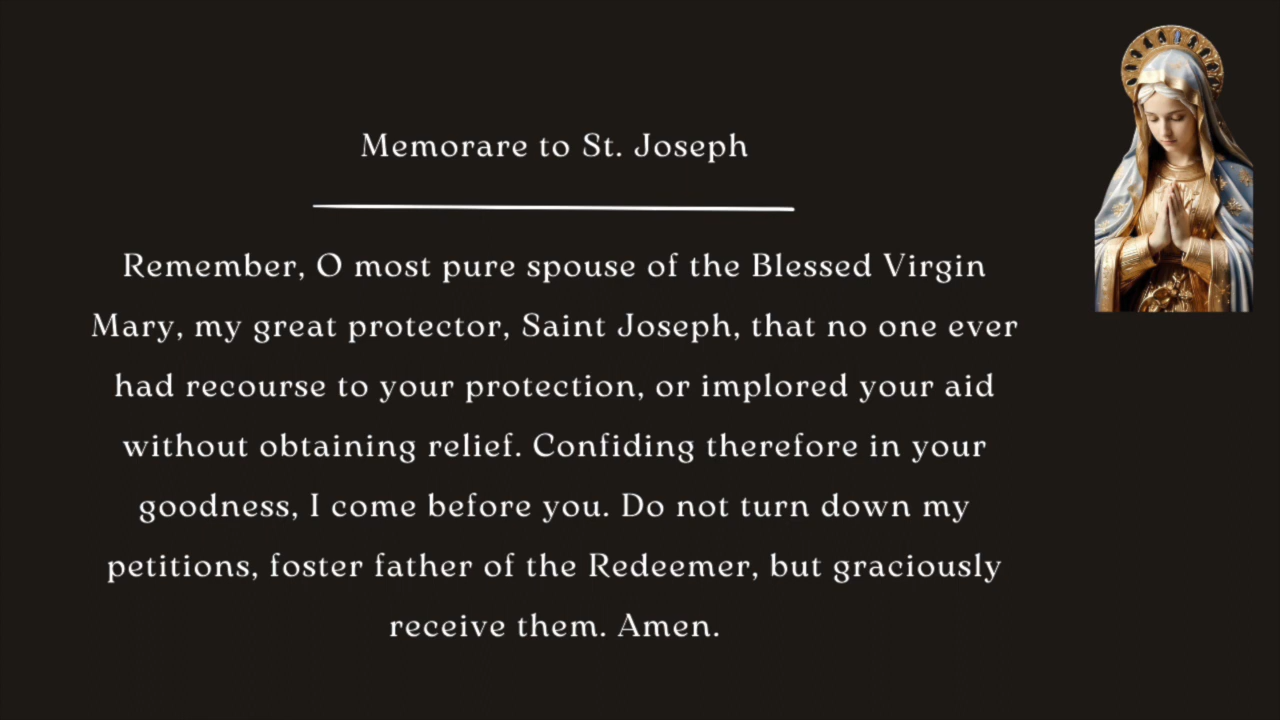 Memorare to St. Joseph
Remember, O most pure spouse of the Blessed Virgin
Mary, my great protector, Saint Joseph, that no one ever
had recourse to your protection, or implored your aid
without obtaining relief. Confiding therefore in your
goodness, I come before you. Do not turn down my
petitions, foster father of the Redeemer, but graciously
receive them. Amen.